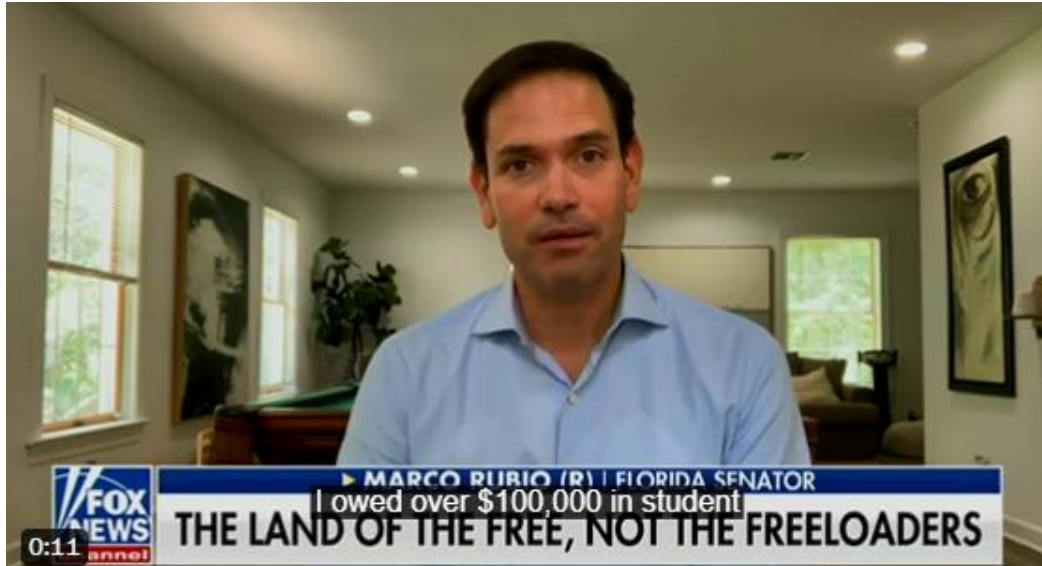 MARCO RUBIO (R) | FLORIDA SENATOR
I owed over $100,000 in student
THE LAND OF THE FREE, NOT THE FREELOADERS
FOX
NEWS
channel
0:11